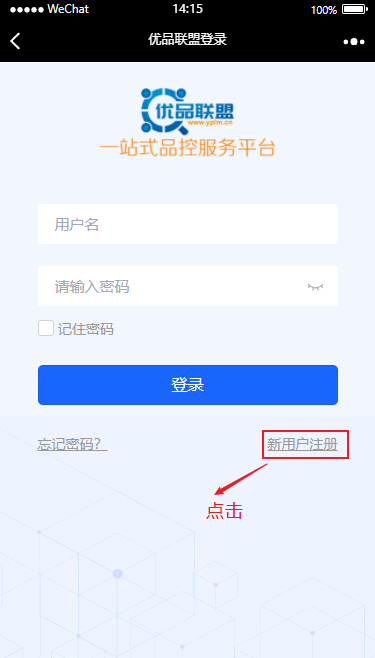 WeChat 14:15 100%
优品联盟登录
优品联盟
www.yplm.cn
一站式品控服务平台
用户名
请输入密码
记住密码
登录
忘记密码? 新用户注册
点击